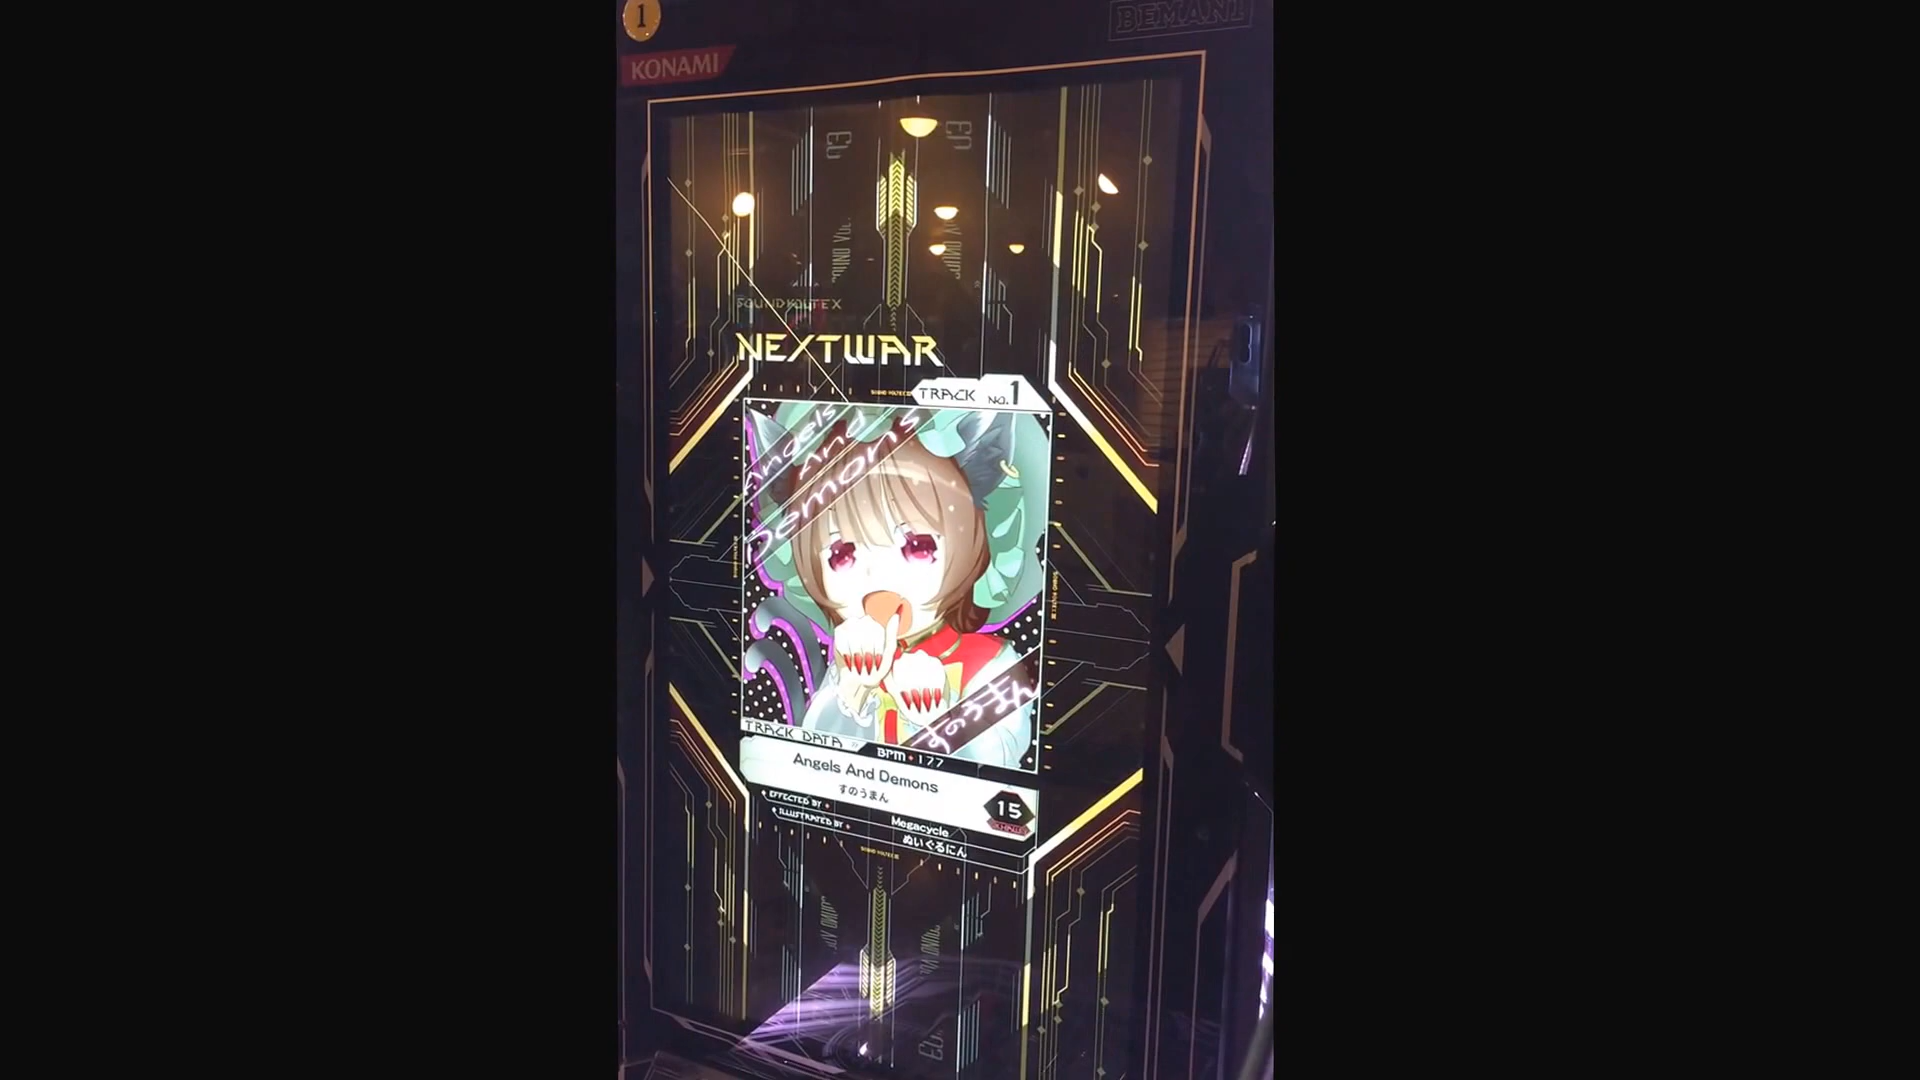 1
BEMANI
KONAMI
SOUND VOLTEX
NEXTWAR
TRACK NO.1
Angels
And
Demons
すのうまん
TRACK DATA
BPM 177
Angels And Demons
すのうまん
15
EFFECTED BY
Megacycle
ILLUSTRATED BY
ぬいぐるにん